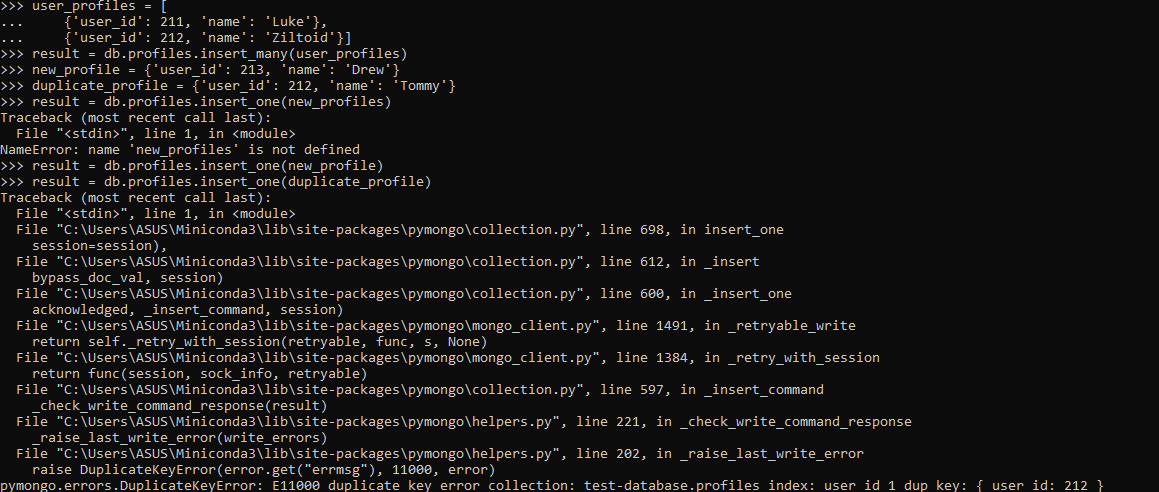 >>> user_profiles = [
...     {'user_id': 211, 'name': 'Luke'},
...     {'user_id': 212, 'name': 'Ziltoid'}]
>>> result = db.profiles.insert_many(user_profiles)
>>> new_profile = {'user_id': 213, 'name': 'Drew'}
>>> duplicate_profile = {'user_id': 212, 'name': 'Tommy'}
>>> result = db.profiles.insert_one(new_profiles)
Traceback (most recent call last):
  File "<stdin>", line 1, in <module>
NameError: name 'new_profiles' is not defined
>>> result = db.profiles.insert_one(new_profile)
>>> result = db.profiles.insert_one(duplicate_profile)
Traceback (most recent call last):
  File "<stdin>", line 1, in <module>
  File "C:\Users\ASUS\Miniconda3\lib\site-packages\pymongo\collection.py", line 698, in insert_one
    session=session),
  File "C:\Users\ASUS\Miniconda3\lib\site-packages\pymongo\collection.py", line 612, in _insert
    bypass_doc_val, session)
  File "C:\Users\ASUS\Miniconda3\lib\site-packages\pymongo\collection.py", line 600, in _insert_one
    acknowledged, _insert_command, session)
  File "C:\Users\ASUS\Miniconda3\lib\site-packages\pymongo\mongo_client.py", line 1491, in _retryable_write
    return self._retry_with_session(retryable, func, s, None)
  File "C:\Users\ASUS\Miniconda3\lib\site-packages\pymongo\mongo_client.py", line 1384, in _retry_with_session
    return func(session, sock_info, retryable)
  File "C:\Users\ASUS\Miniconda3\lib\site-packages\pymongo\collection.py", line 597, in _insert_command
    _check_write_command_response(result)
  File "C:\Users\ASUS\Miniconda3\lib\site-packages\pymongo\helpers.py", line 221, in _check_write_command_response
    _raise_last_write_error(write_errors)
  File "C:\Users\ASUS\Miniconda3\lib\site-packages\pymongo\helpers.py", line 202, in _raise_last_write_error
    raise DuplicateKeyError(error.get("errmsg"), 11000, error)
pymongo.errors.DuplicateKeyError: E11000 duplicate key error collection: test-database.profiles index: user id 1 dup key: { user id: 212 }